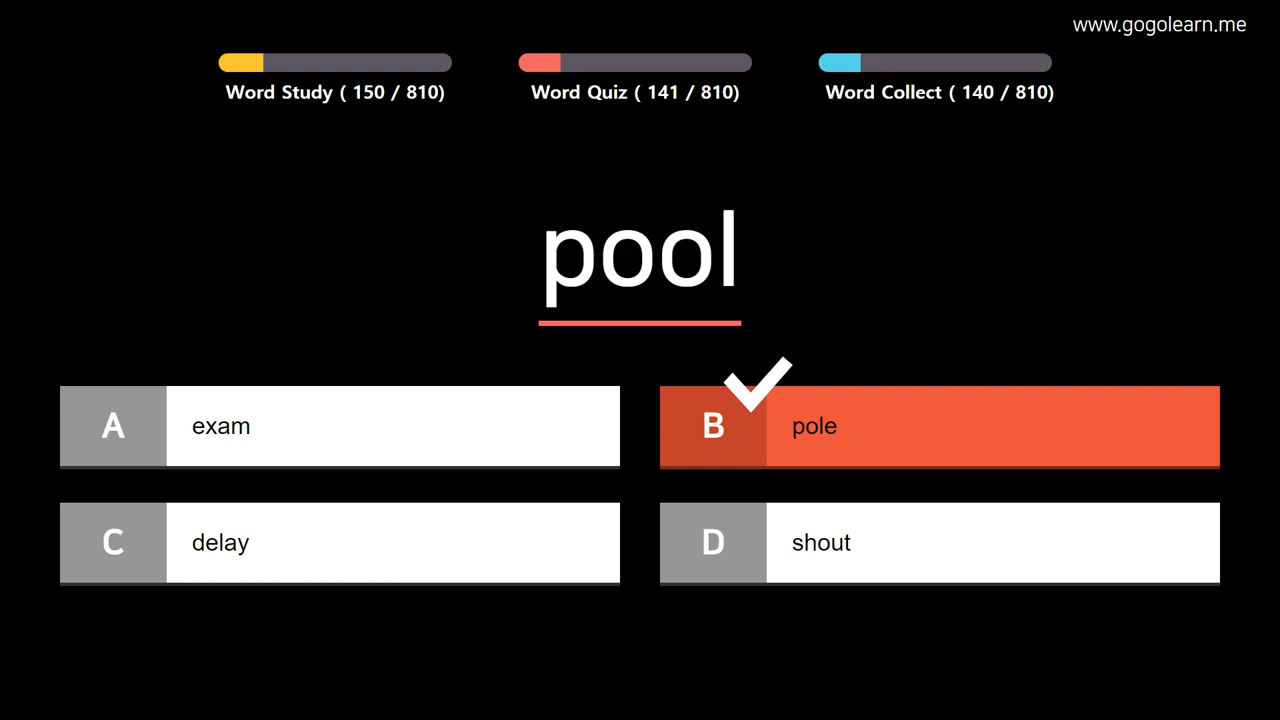 www.gogolearn.me
Word Study ( 150 / 810)
Word Quiz ( 141 / 810)
Word Collect ( 140 / 810)
pool
A exam
B pole
C delay
D shout